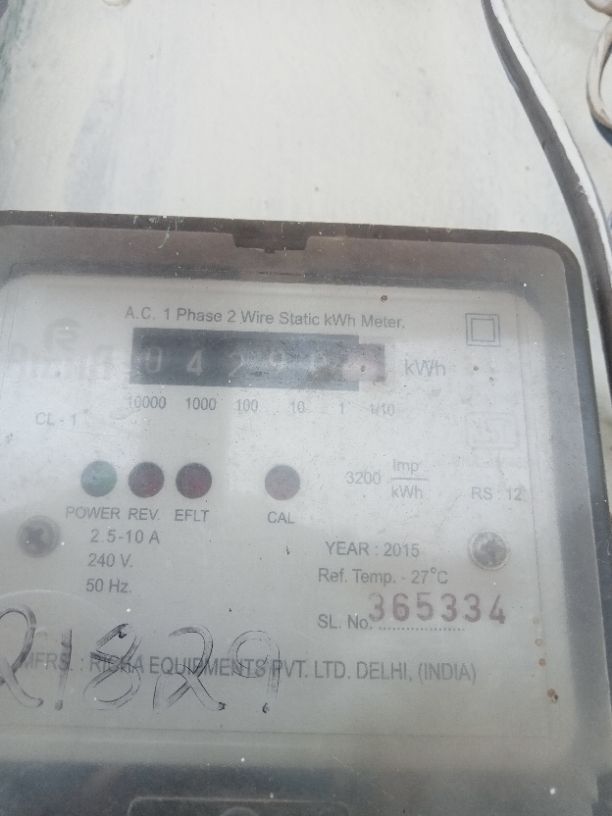 A.C. 1 Phase 2 Wire Static kWh Meter.
kWh
10000 1000 100 10 1 1/10
CL - 1
3200 Imp/kWh
RS : 12
POWER REV. EFLT CAL
2.5-10 A
240 V.
50 Hz.
YEAR : 2015
Ref. Temp. - 27°C
SL. No. 365334
MFRS. : RICHA EQUIPMENTS PVT. LTD. DELHI, (INDIA)
21829